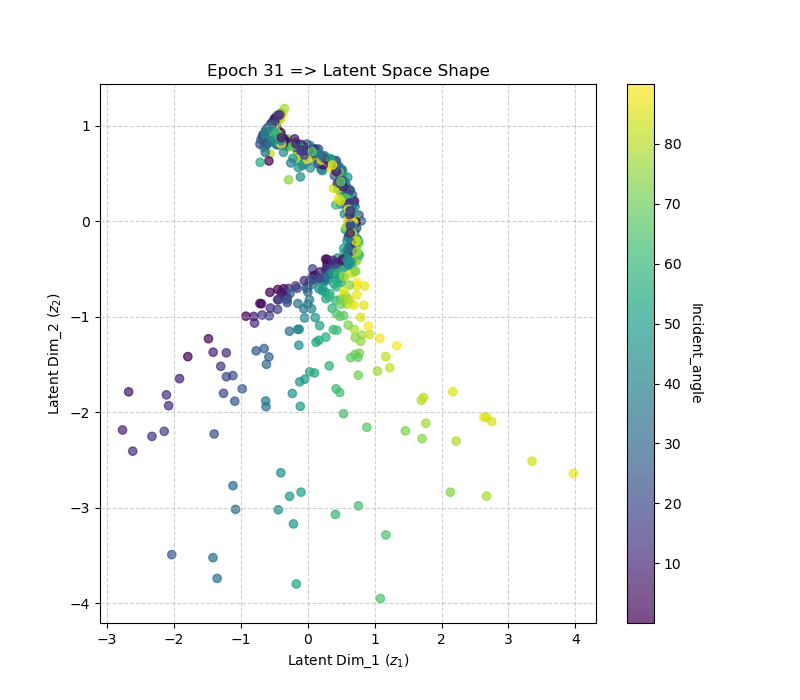 Epoch 31 => Latent Space Shape
1
0
−1
−2
−3
−4
Latent Dim_2 (z₂)
−3 −2 −1 0 1 2 3 4
Latent Dim_1 (z₁)
80
70
60
50
40
30
20
10
Incident_angle